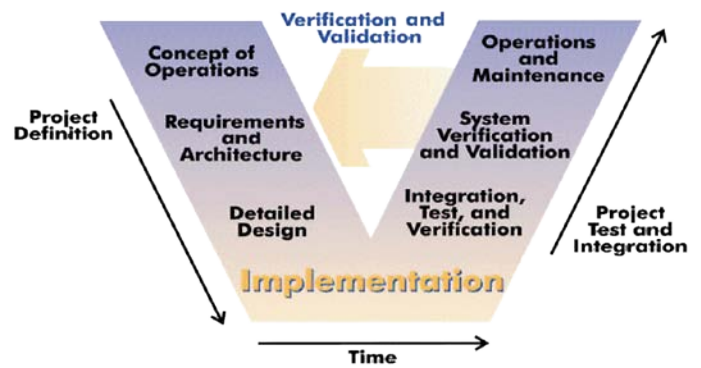 Verification and
Validation
Concept of
Operations
Operations
and
Maintenance
Project
Definition
Requirements
and
Architecture
System
Verification
and Validation
Detailed
Design
Integration,
Test, and
Verification
Project
Test and
Integration
Implementation
Time